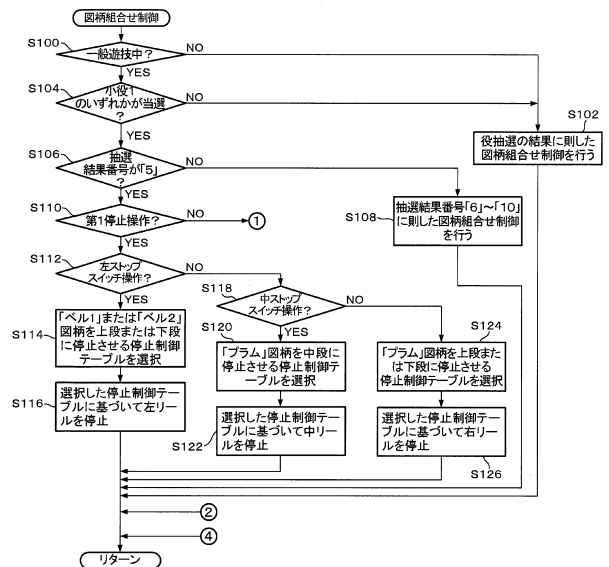 図柄組合せ制御
S100
一般遊技中?
NO
YES
S104
小役1
のいずれかが当選
?
NO
YES
S102
役抽選の結果に則した
図柄組合せ制御を行う
S106
抽選
結果番号が「5」
?
NO
YES
S108
抽選結果番号「6」~「10」
に則した図柄組合せ制御
を行う
S110
第1停止操作?
NO
①
YES
S112
左ストップ
スイッチ操作?
NO
YES
S118
中ストップ
スイッチ操作?
NO
YES
S114
「ベル1」または「ベル2」
図柄を上段または下段
に停止させる停止制御
テーブルを選択
S120
「プラム」図柄を中段に
停止させる停止制御テ
ーブルを選択
S124
「プラム」図柄を上段また
は下段に停止させる
停止制御テーブルを選択
S116
選択した停止制御テー
ブルに基づいて左リー
ルを停止
S122
選択した停止制御テー
ブルに基づいて中リー
ルを停止
S126
選択した停止制御テー
ブルに基づいて右リー
ルを停止
②
④
リターン